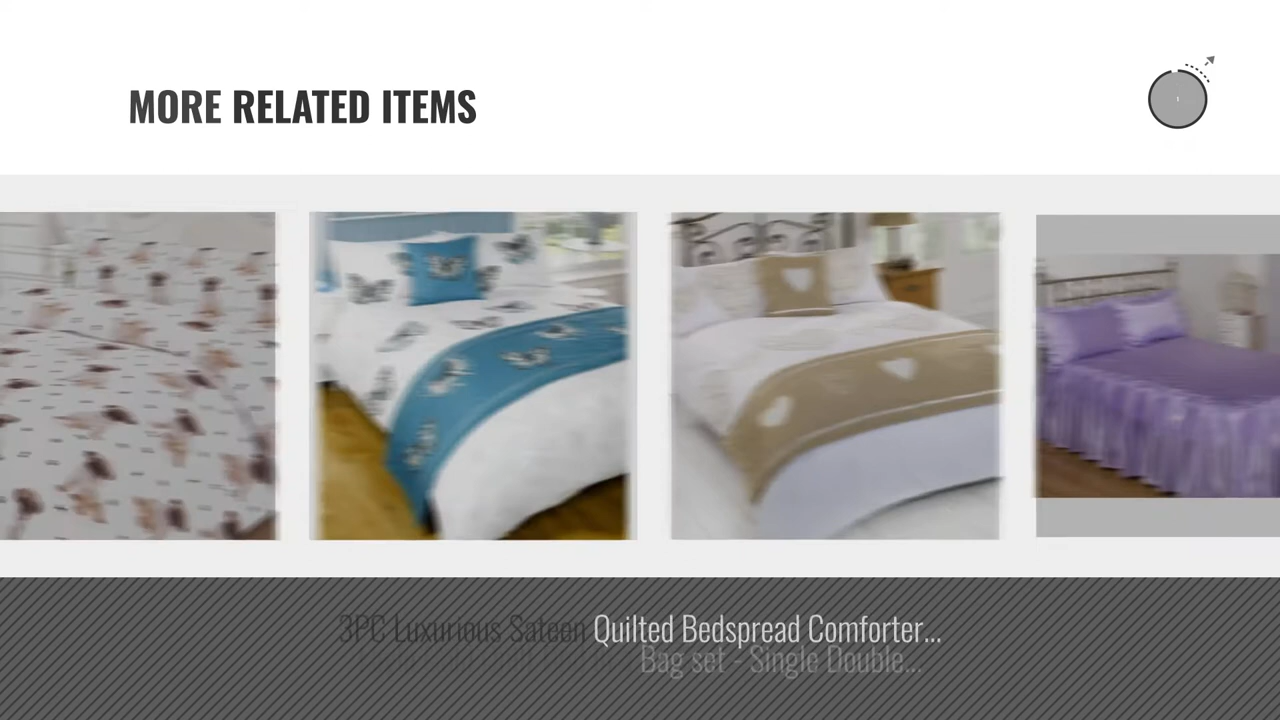 MORE RELATED ITEMS
3PC Luxurious Sateen Quilted Bedspread Comforter...
Bag set - Single Double...